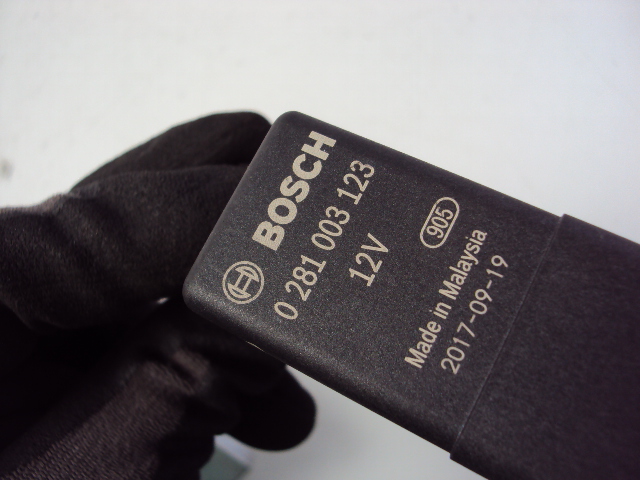 BOSCH
0 281 003 123
12V
905
Made in Malaysia
2017-09-19